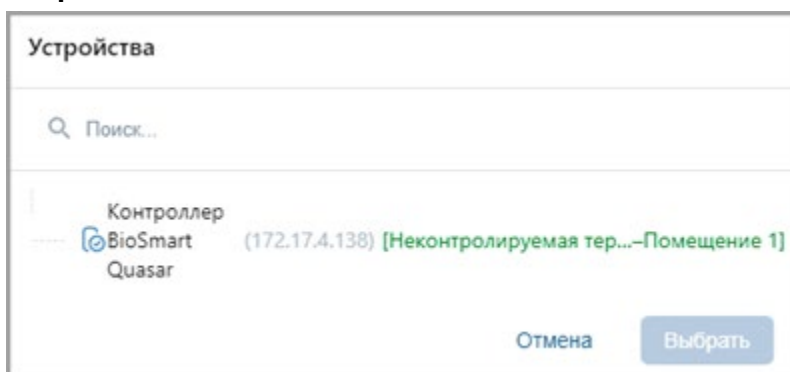 Устройства
Поиск...
Контроллер
BioSmart (172.17.4.138) [Неконтролируемая тер...–Помещение 1]
Quasar
Отмена Выбрать